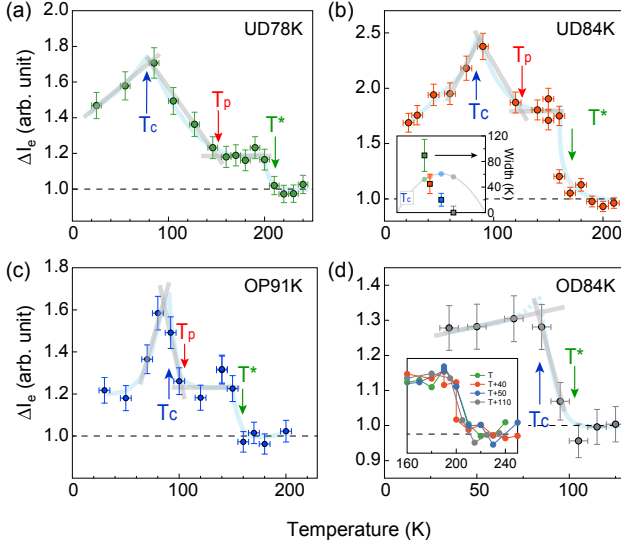 (a)
UD78K
1.8
1.6
1.4
1.2
1.0
ΔIe (arb. unit)
Tc
Tp
T*
0
100
200
(b)
UD84K
2.5
2.0
1.5
1.0
Tp
Tc
T*
120
80
40
0
Width (K)
Tc
0
100
200
(c)
OP91K
1.8
1.6
1.4
1.2
1.0
ΔIe (arb. unit)
Tp
Tc
T*
0
100
200
(d)
OD84K
1.4
1.3
1.2
1.1
1.0
0.9
T*
Tc
T
T+40
T+50
T+110
160
200
240
0
50
100
Temperature (K)